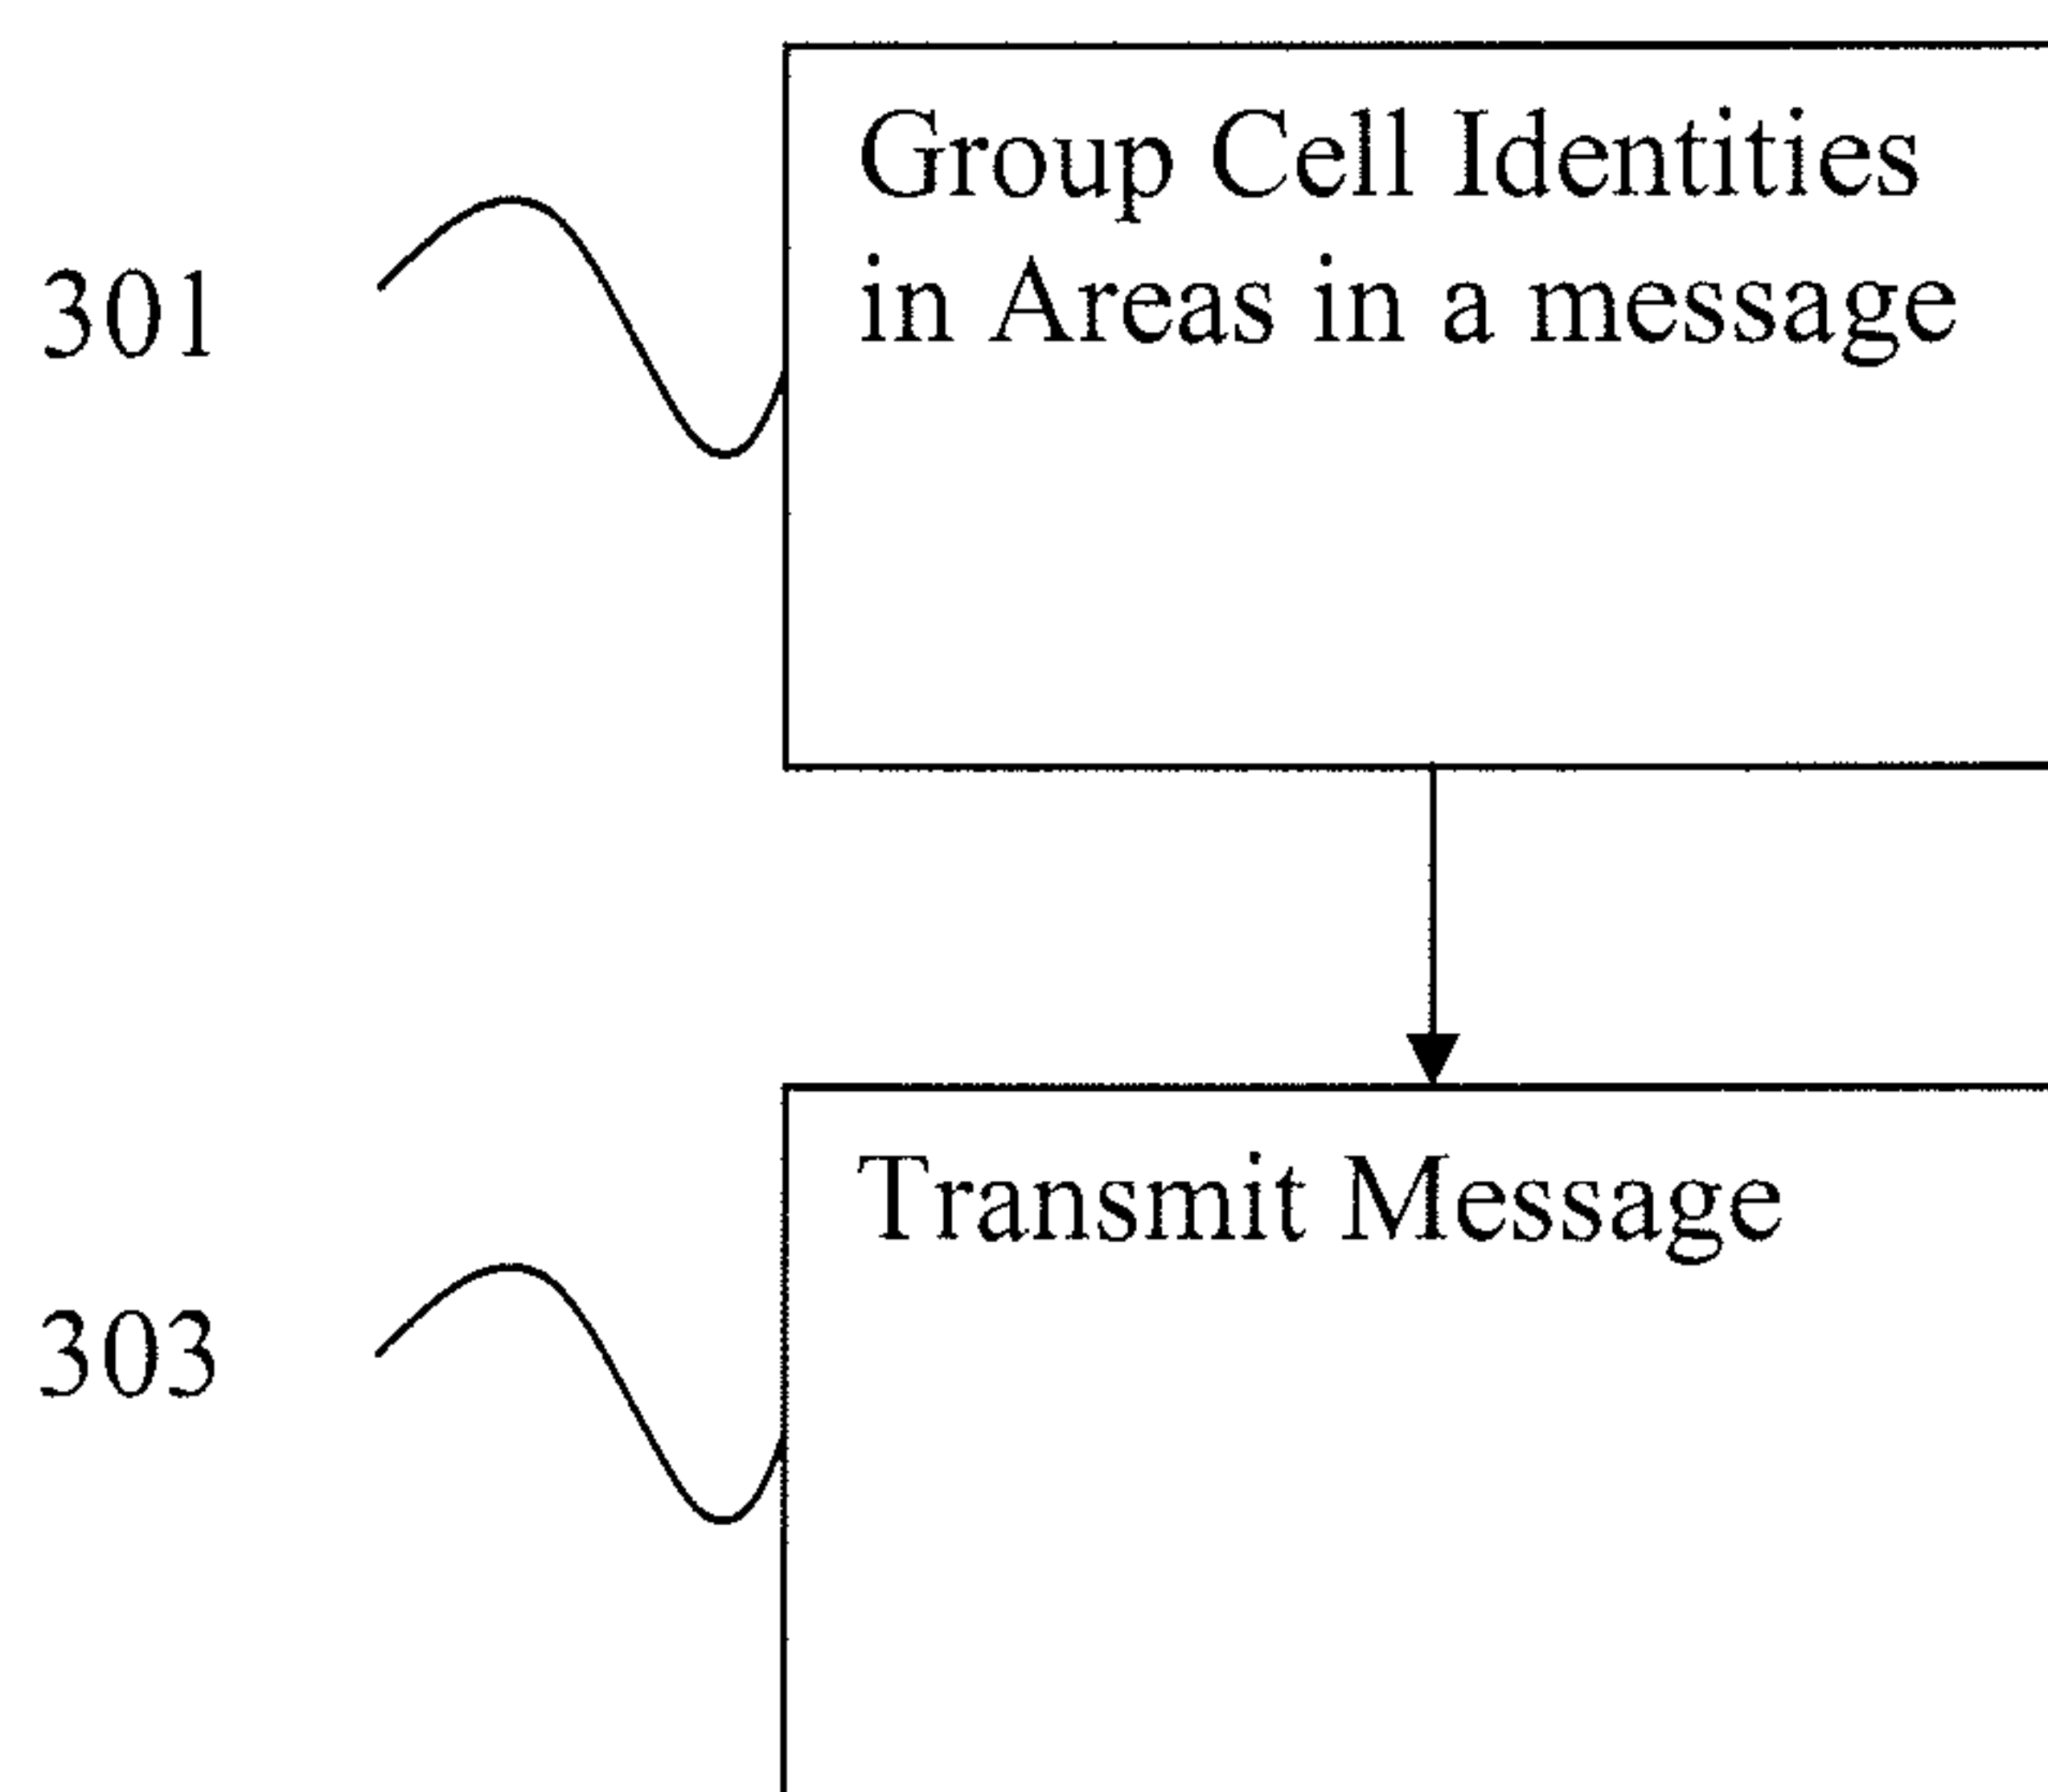 Group Cell Identities
in Areas in a message
301
Transmit Message
303